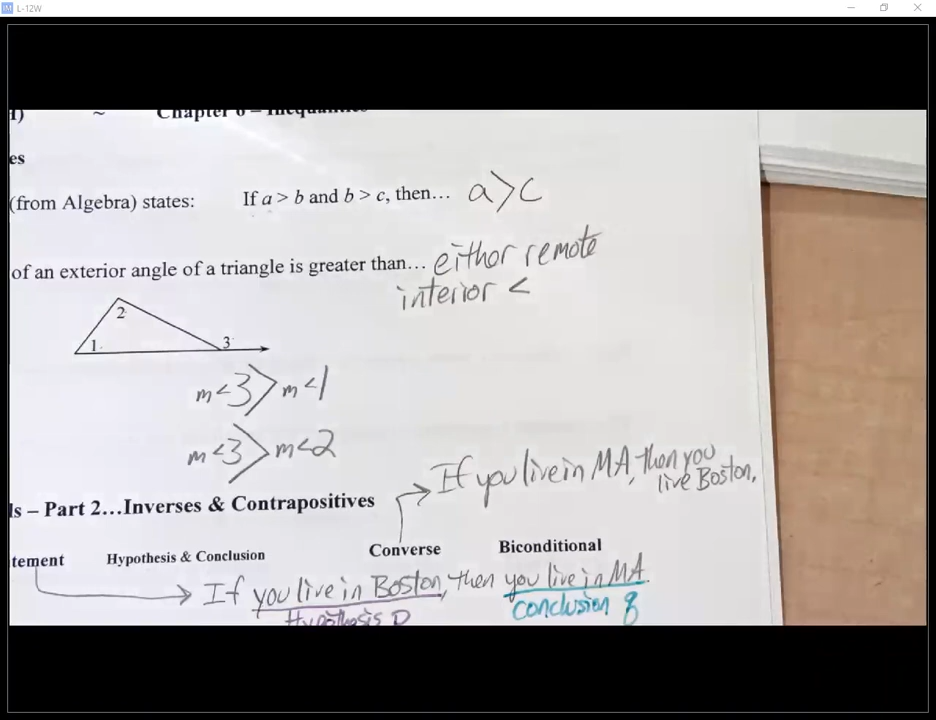 L-12W
Chapter 6 – Inequalities
es
(from Algebra) states: If a > b and b > c, then… a>c
of an exterior angle of a triangle is greater than… either remote
interior <
2
1 3
m<3 > m<1
m<3 > m<2
If you live in MA, then you
live Boston,
ls – Part 2…Inverses & Contrapositives
tement Hypothesis & Conclusion Converse Biconditional
If you live in Boston, then you live in MA.
Hypothesis p conclusion q